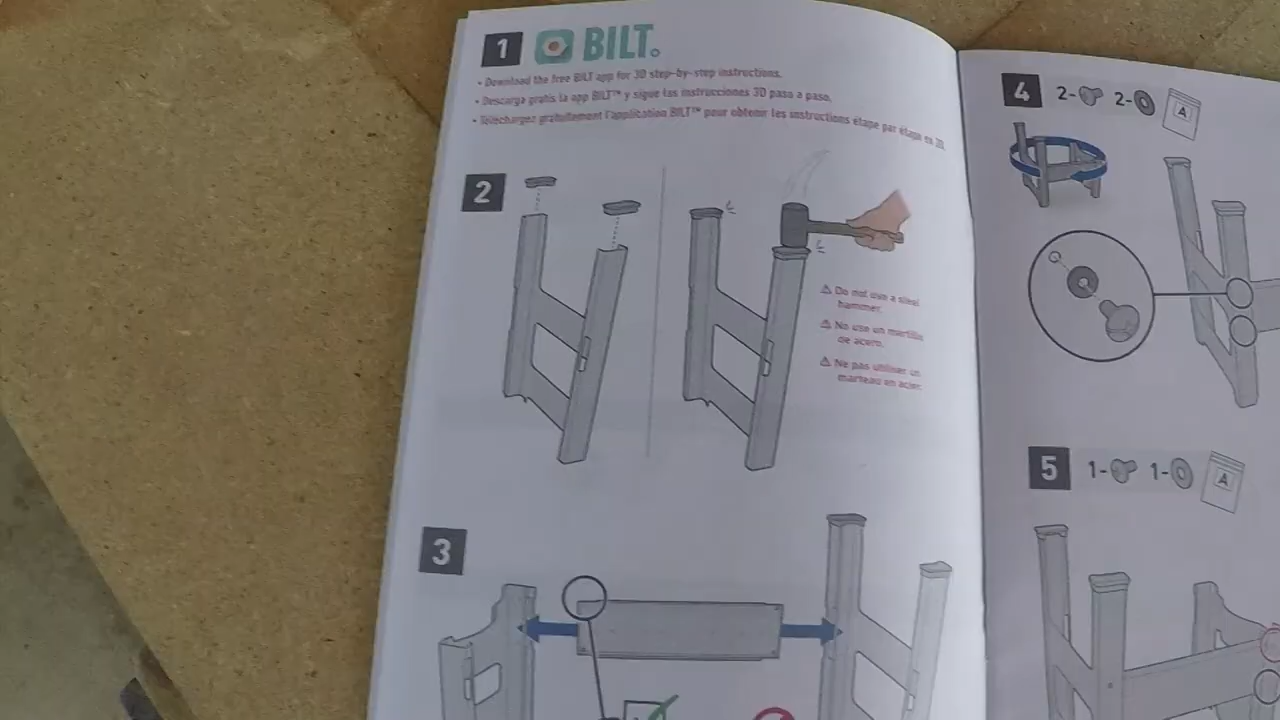 1 BILT
• Download the free BILT app for 3D step-by-step instructions.
• Descarga gratis la app BILT™ y sigue las instrucciones 3D paso a paso.
• Téléchargez gratuitement l'application BILT™ pour obtenir les instructions étape par étape en 3D.
2
⚠ Do not use a steel
hammer.
⚠ No use un martillo
de acero.
⚠ Ne pas utiliser un
marteau en acier.
3
4 2- 2- A
5 1- 1- A